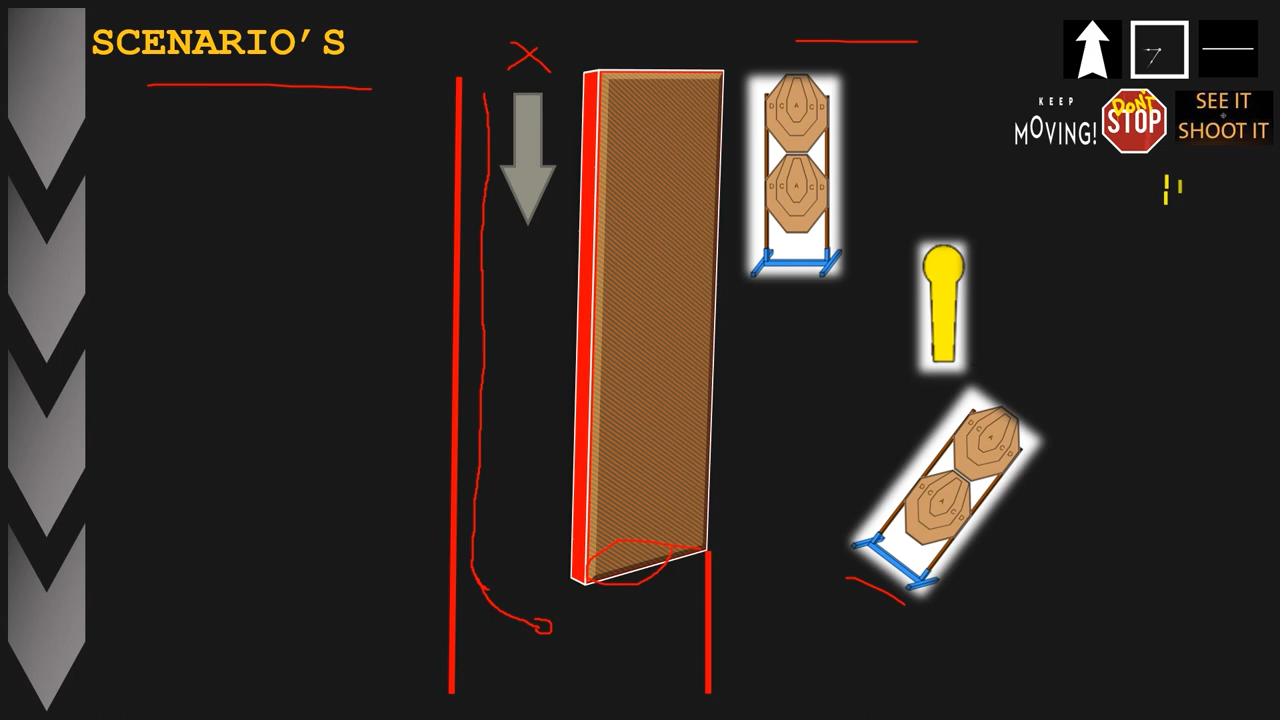 SCENARIO'S
KEEP
MOVING!
DON'T
STOP
SEE IT
+
SHOOT IT
D C A C D
D C A C D
D C A C D
D C A C D